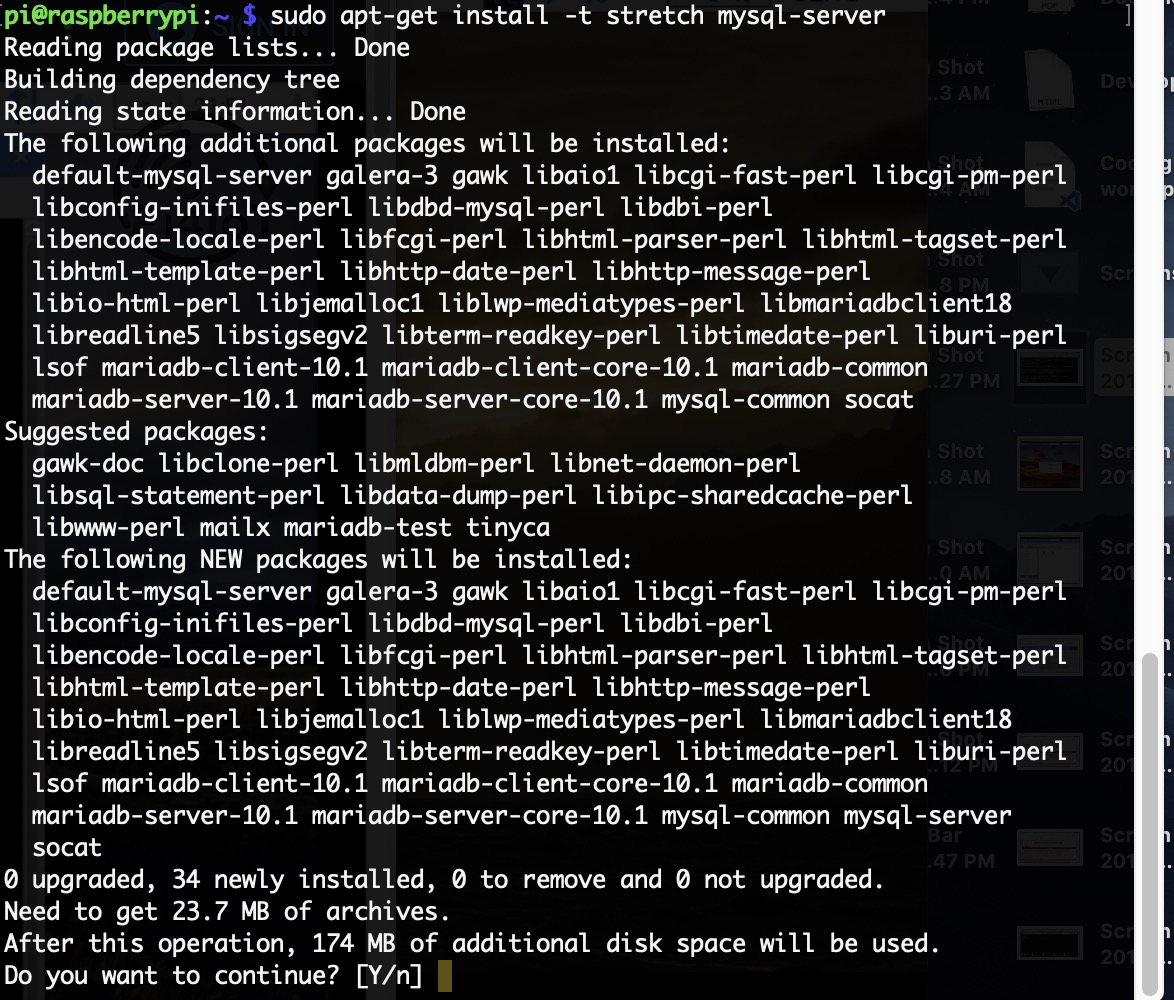 pi@raspberrypi:~ $ sudo apt-get install -t stretch mysql-server
Reading package lists... Done
Building dependency tree
Reading state information... Done
The following additional packages will be installed:
  default-mysql-server galera-3 gawk libaio1 libcgi-fast-perl libcgi-pm-perl
  libconfig-inifiles-perl libdbd-mysql-perl libdbi-perl
  libencode-locale-perl libfcgi-perl libhtml-parser-perl libhtml-tagset-perl
  libhtml-template-perl libhttp-date-perl libhttp-message-perl
  libio-html-perl libjemalloc1 liblwp-mediatypes-perl libmariadbclient18
  libreadline5 libsigsegv2 libterm-readkey-perl libtimedate-perl liburi-perl
  lsof mariadb-client-10.1 mariadb-client-core-10.1 mariadb-common
  mariadb-server-10.1 mariadb-server-core-10.1 mysql-common socat
Suggested packages:
  gawk-doc libclone-perl libmldbm-perl libnet-daemon-perl
  libsql-statement-perl libdata-dump-perl libipc-sharedcache-perl
  libwww-perl mailx mariadb-test tinyca
The following NEW packages will be installed:
  default-mysql-server galera-3 gawk libaio1 libcgi-fast-perl libcgi-pm-perl
  libconfig-inifiles-perl libdbd-mysql-perl libdbi-perl
  libencode-locale-perl libfcgi-perl libhtml-parser-perl libhtml-tagset-perl
  libhtml-template-perl libhttp-date-perl libhttp-message-perl
  libio-html-perl libjemalloc1 liblwp-mediatypes-perl libmariadbclient18
  libreadline5 libsigsegv2 libterm-readkey-perl libtimedate-perl liburi-perl
  lsof mariadb-client-10.1 mariadb-client-core-10.1 mariadb-common
  mariadb-server-10.1 mariadb-server-core-10.1 mysql-common mysql-server
  socat
0 upgraded, 34 newly installed, 0 to remove and 0 not upgraded.
Need to get 23.7 MB of archives.
After this operation, 174 MB of additional disk space will be used.
Do you want to continue? [Y/n]